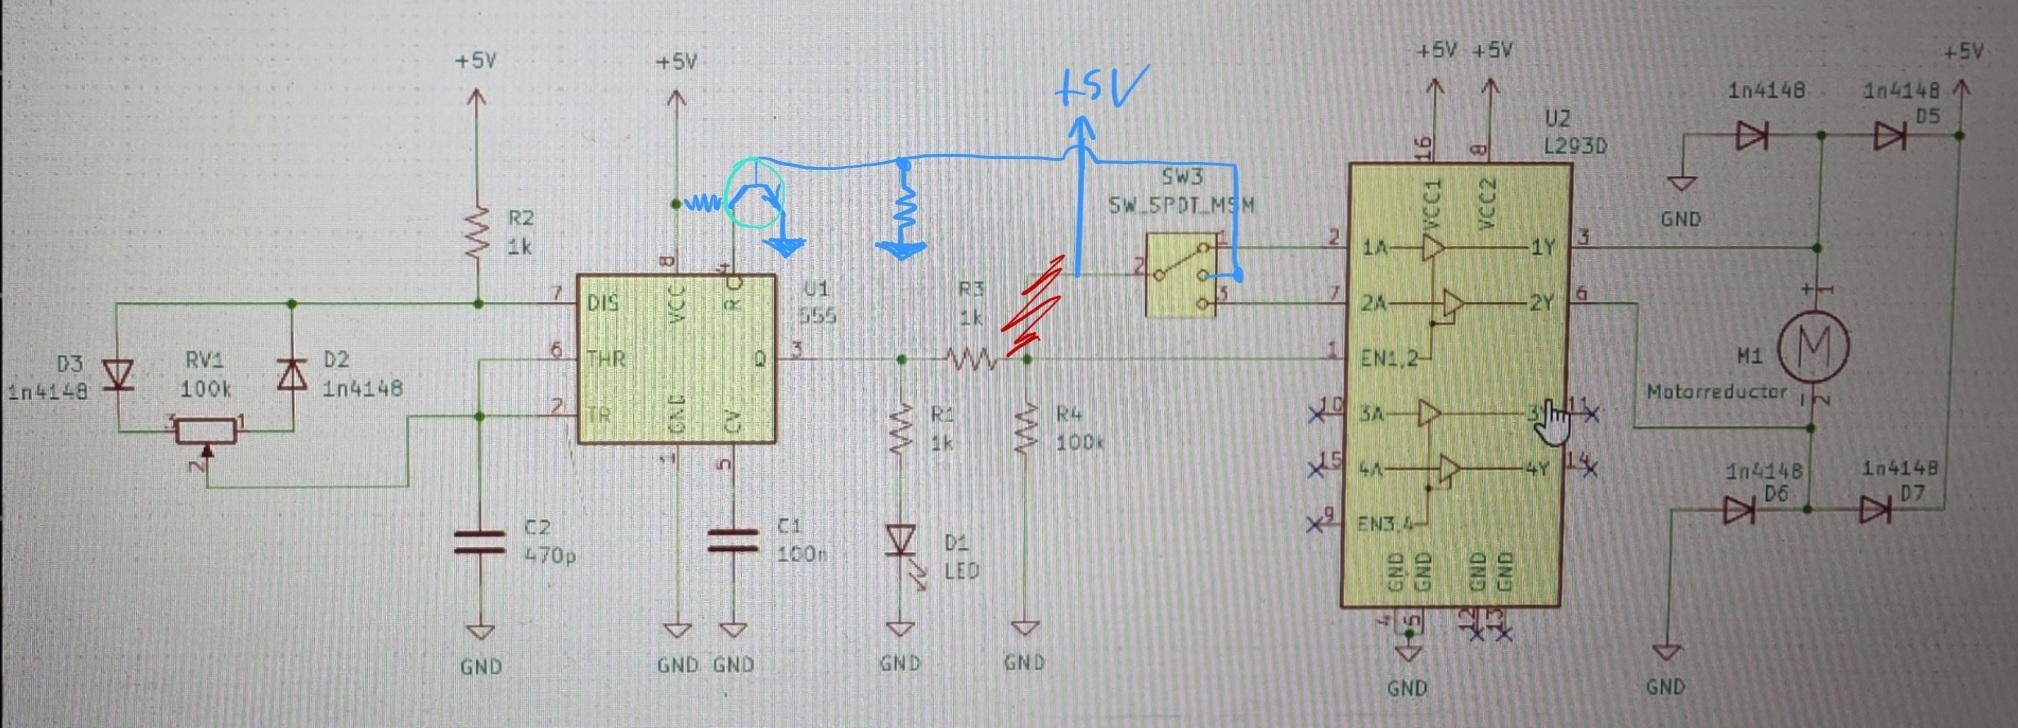 +5V
+5V
+5V
+5V
+5V
+5V
1n4148
1n4148
D5
U2
L293D
16
8
VCC1
VCC2
SW3
SW_SPDT_MSM
R2
1k
GND
8
4
1
2
2
1A
1Y
3
+
1
7
DIS
VCC
R
U1
555
R3
1k
3
7
2A
2Y
6
D3
1n4148
RV1
100k
D2
1n4148
6
THR
Q
3
1
EN1,2
M
M1
Motorreductor
-
2
3
1
2
2
TR
GND
CV
R1
1k
R4
100k
10
3A
3Y
11
15
4A
4Y
14
1
5
1n4148
D6
1n4148
D7
C2
470p
C1
100n
D1
LED
9
EN3,4
GND
GND
GND
GND
4
5
12
13
GND
GND
GND
GND
GND
GND
GND